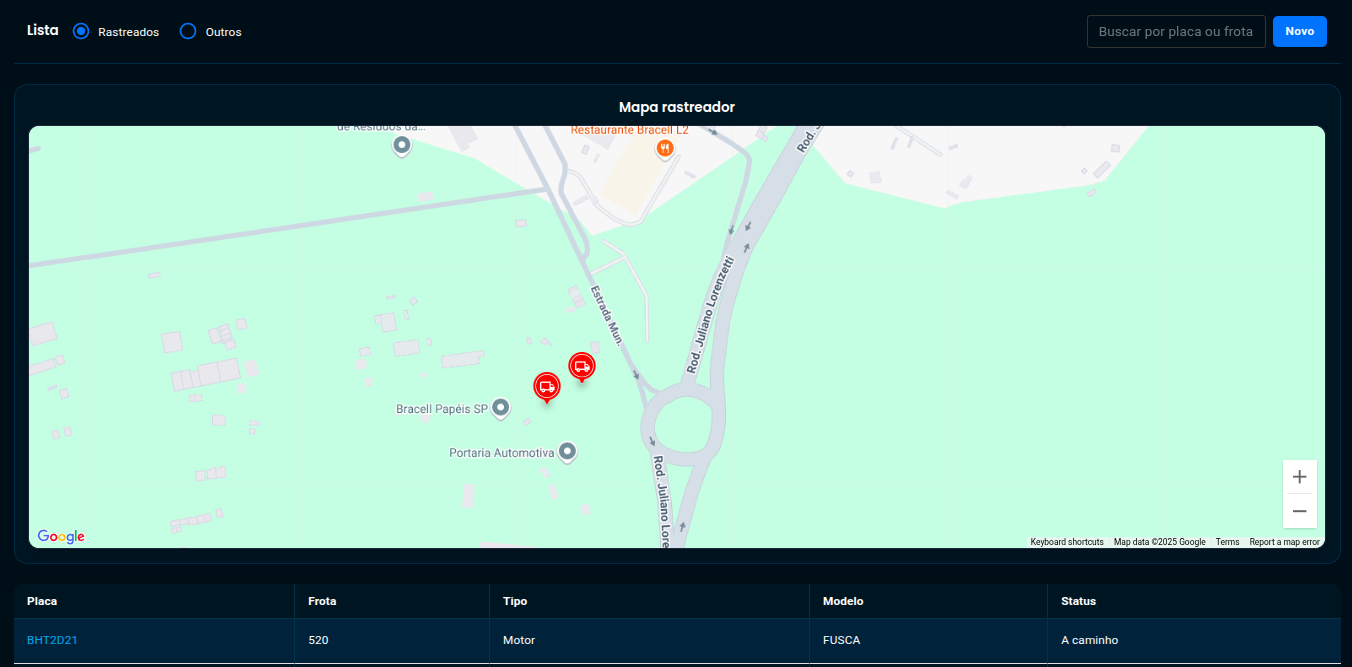 Lista Rastreados Outros Buscar por placa ou frota Novo
Mapa rastreador
de Resíduos da...
Restaurante Bracell L2
Rod.
Estrada Mun.
Rod. Juliano Lorenzetti
Bracell Papéis SP
Portaria Automotiva
Rod. Juliano Lore
Google
Keyboard shortcuts Map data ©2025 Google Terms Report a map error
Placa Frota Tipo Modelo Status
BHT2D21 520 Motor FUSCA A caminho